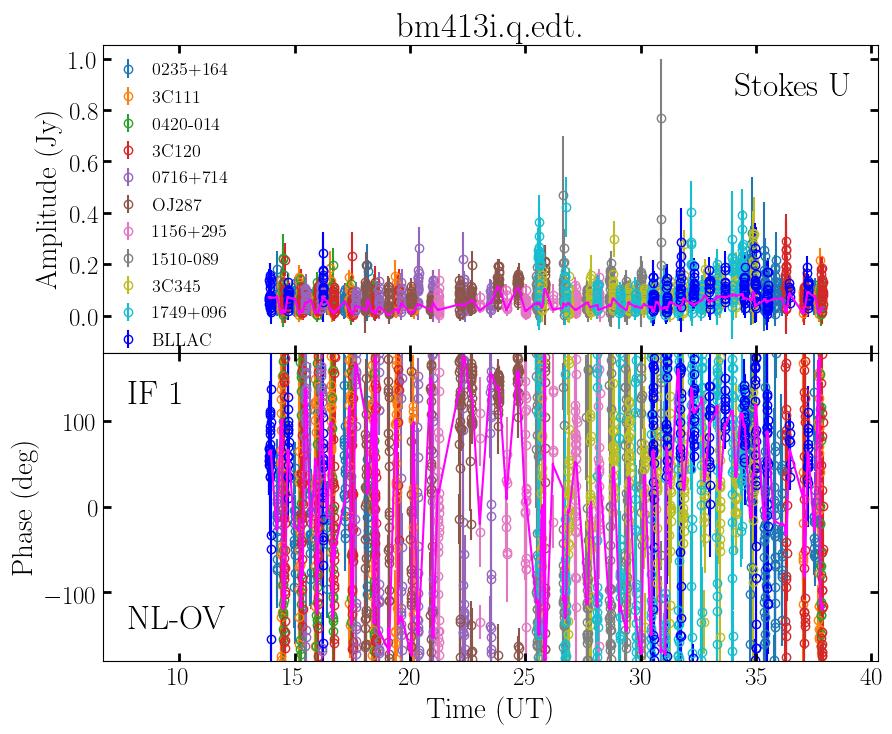 bm413i.q.edt.
Amplitude (Jy)
1.0
0.8
0.6
0.4
0.2
0.0
0235+164
3C111
0420-014
3C120
0716+714
OJ287
1156+295
1510-089
3C345
1749+096
BLLAC
Stokes U
Phase (deg)
100
0
−100
IF 1
NL-OV
10 15 20 25 30 35 40
Time (UT)